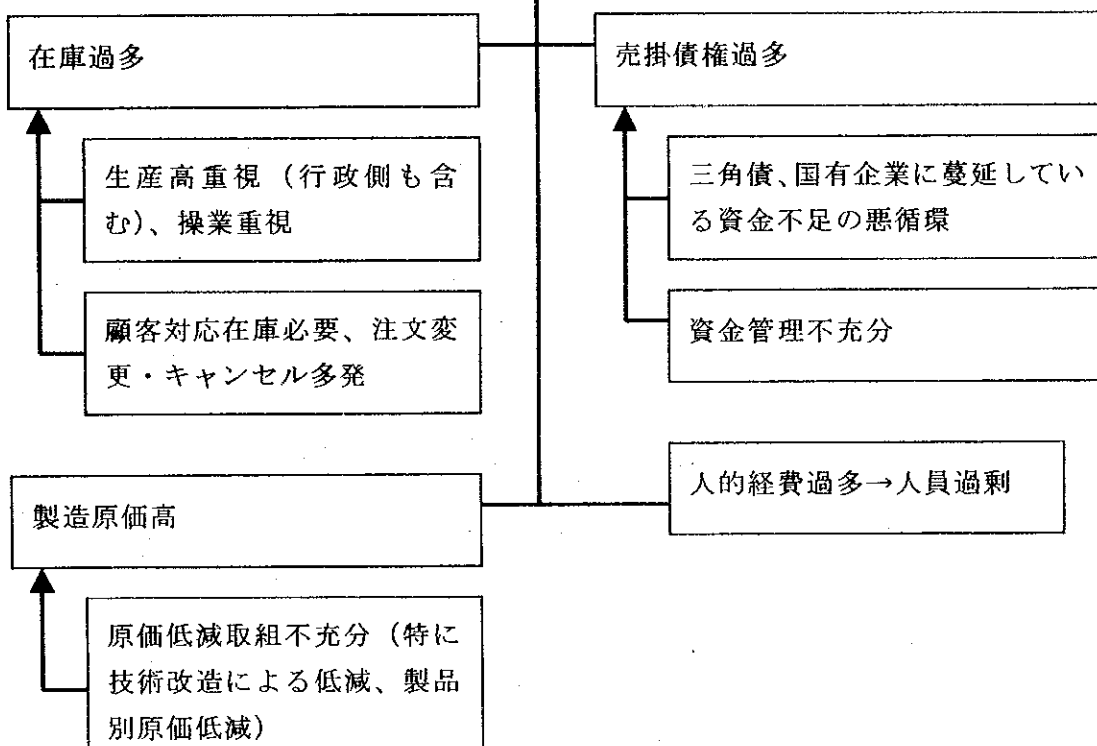 在庫過多
売掛債権過多
生産高重視（行政側も含
む）、操業重視
三角債、国有企業に蔓延してい
る資金不足の悪循環
顧客対応在庫必要、注文変
更・キャンセル多発
資金管理不充分
人的経費過多→人員過剰
製造原価高
原価低減取組不充分（特に
技術改造による低減、製品
別原価低減）